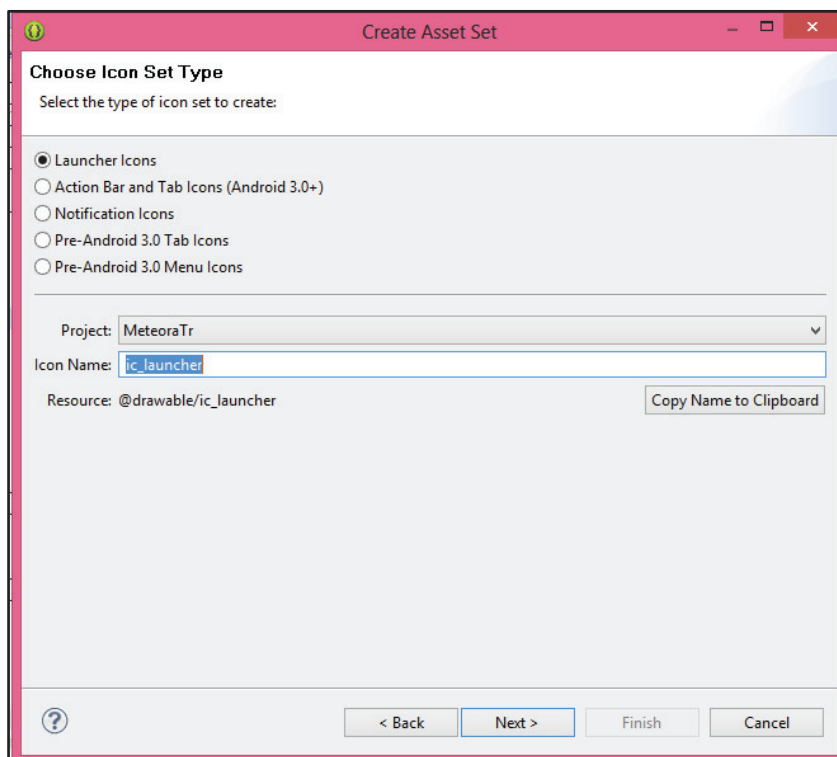 Create Asset Set
Choose Icon Set Type
Select the type of icon set to create:
Launcher Icons
Action Bar and Tab Icons (Android 3.0+)
Notification Icons
Pre-Android 3.0 Tab Icons
Pre-Android 3.0 Menu Icons
Project: MeteoraTr
Icon Name: ic_launcher
Resource: @drawable/ic_launcher Copy Name to Clipboard
? < Back Next > Finish Cancel